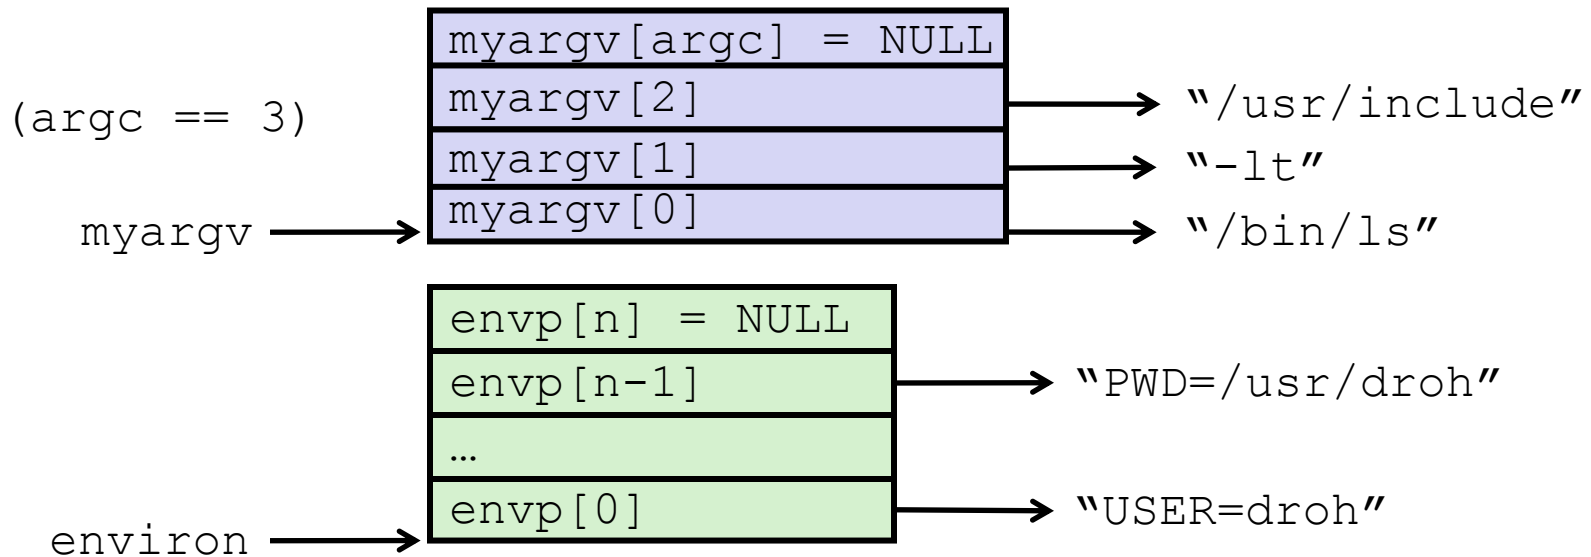 myargv[argc] = NULL
(argc == 3)
myargv[2]
“/usr/include”
myargv[1]
“-lt”
myargv
myargv[0]
“/bin/ls”
envp[n] = NULL
envp[n-1]
“PWD=/usr/droh”
…
environ
envp[0]
“USER=droh”